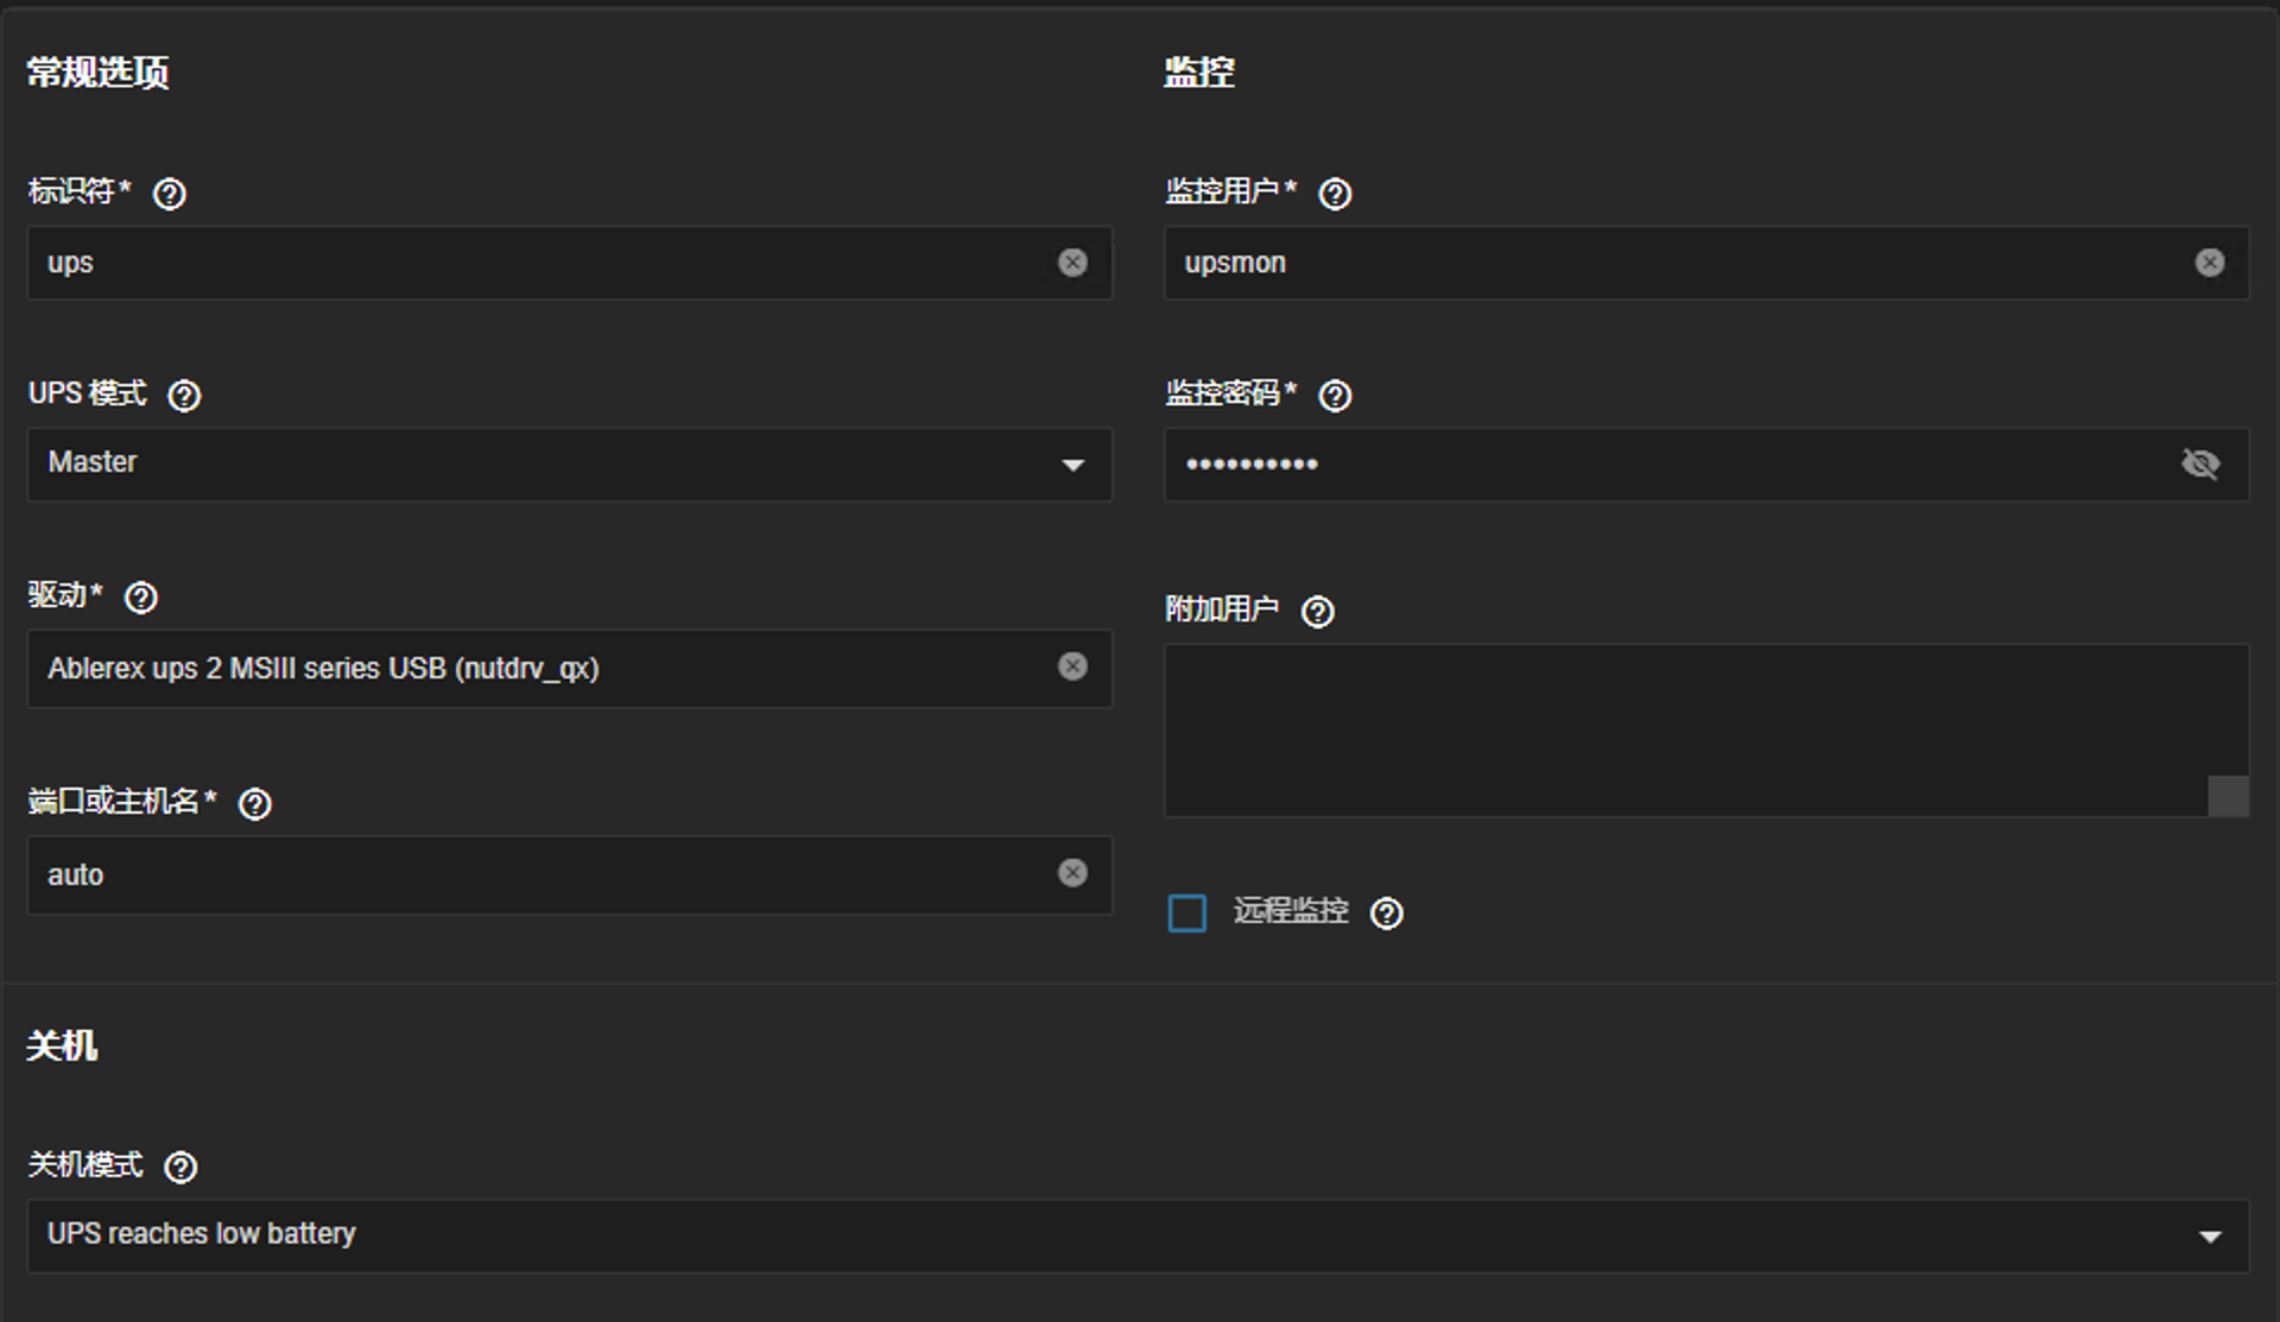 常规选项
标识符*
ups
UPS 模式
Master
驱动*
Ablerex ups 2 MSIII series USB (nutdrv_qx)
端口或主机名*
auto
监控
监控用户*
upsmon
监控密码*
••••••••••
附加用户
远程监控
关机
关机模式
UPS reaches low battery